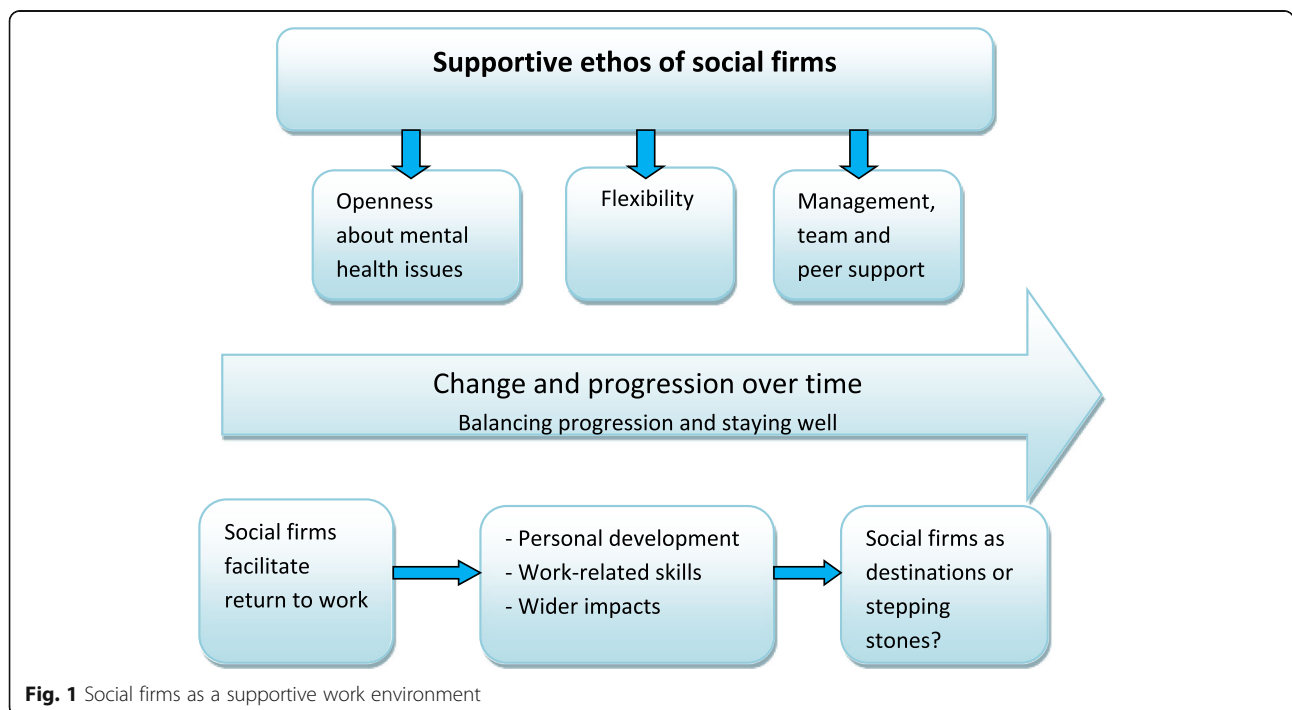 Supportive ethos of social firms
Openness
about mental
health issues
Flexibility
Management,
team and
peer support
Change and progression over time
Balancing progression and staying well
Social firms
facilitate
return to work
- Personal development
- Work-related skills
- Wider impacts
Social firms as
destinations or
stepping
stones?
Fig. 1 Social firms as a supportive work environment